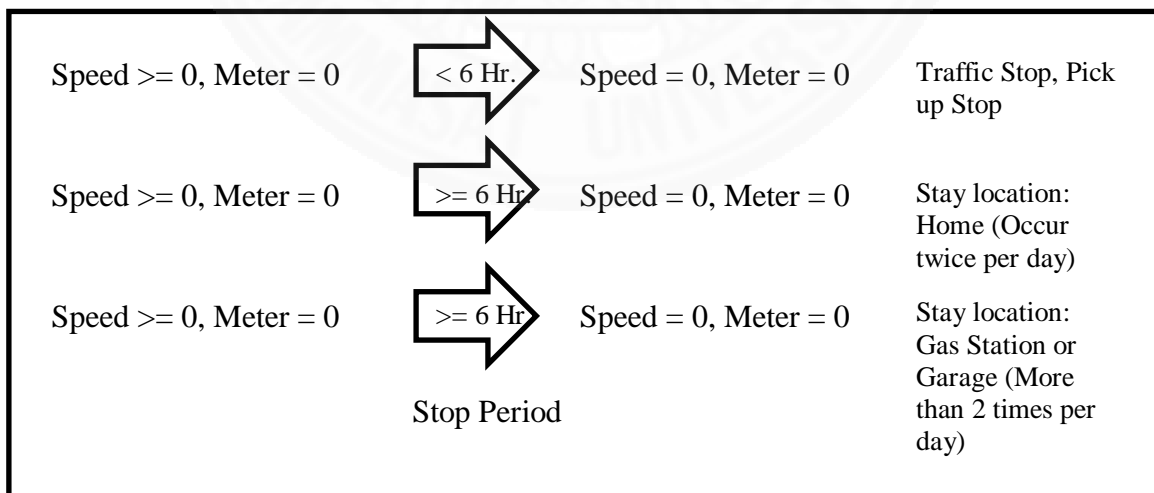 Speed >= 0, Meter = 0 < 6 Hr. Speed = 0, Meter = 0 Traffic Stop, Pick
up Stop
Speed >= 0, Meter = 0 >= 6 Hr. Speed = 0, Meter = 0 Stay location:
Home (Occur
twice per day)
Speed >= 0, Meter = 0 >= 6 Hr Speed = 0, Meter = 0 Stay location:
Gas Station or
Garage (More
than 2 times per
day)
Stop Period